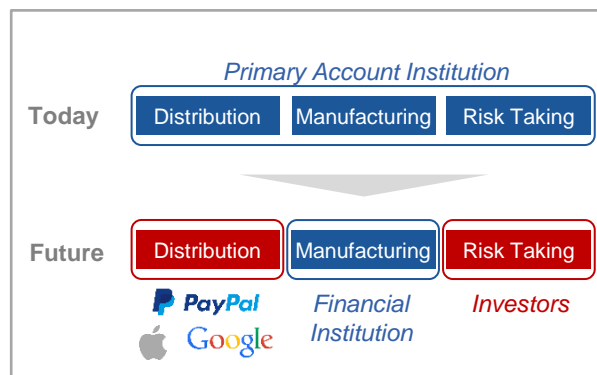 Primary Account Institution
Today
Distribution Manufacturing Risk Taking
Future
Distribution Manufacturing Risk Taking
PayPal Financial Investors
Google Institution